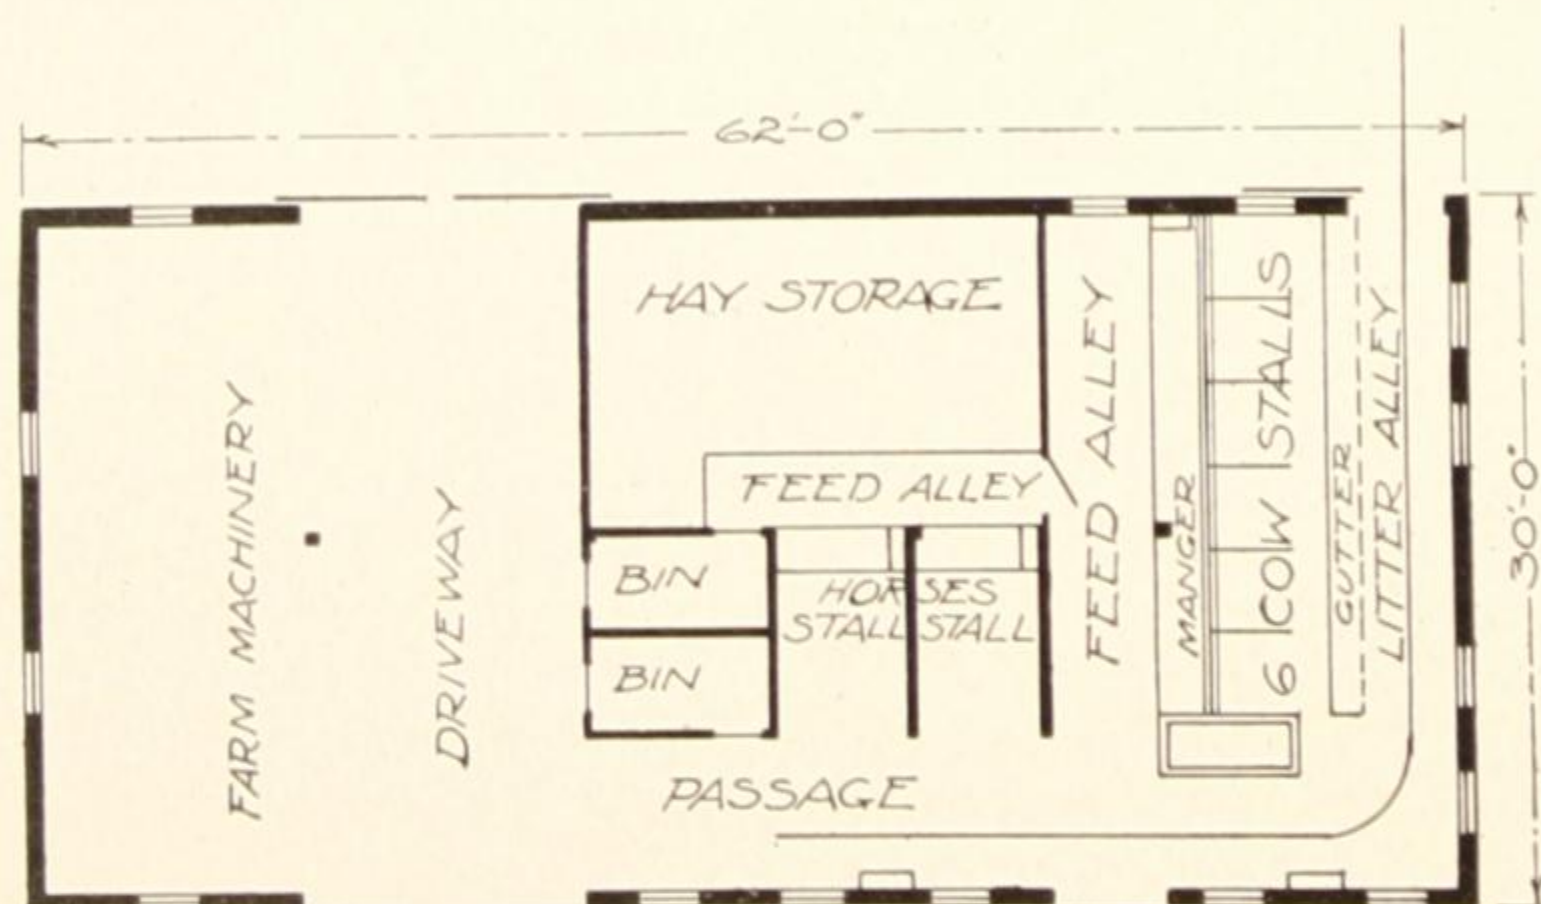 62'-0"
HAY STORAGE
FEED ALLEY
FARM MACHINERY
DRIVEWAY
BIN
BIN
HORSES
STALL STALL
FEED ALLEY
MANGER
6 COW STALLS
GUTTER
LITTER ALLEY
30'-0"
PASSAGE